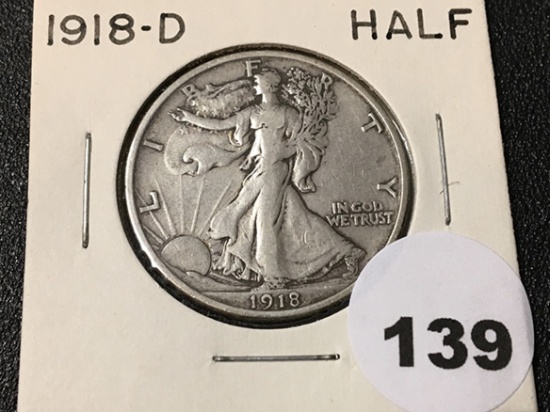 1918-D HALF
LIBERTY
IN GOD
WE TRUST
1918
139